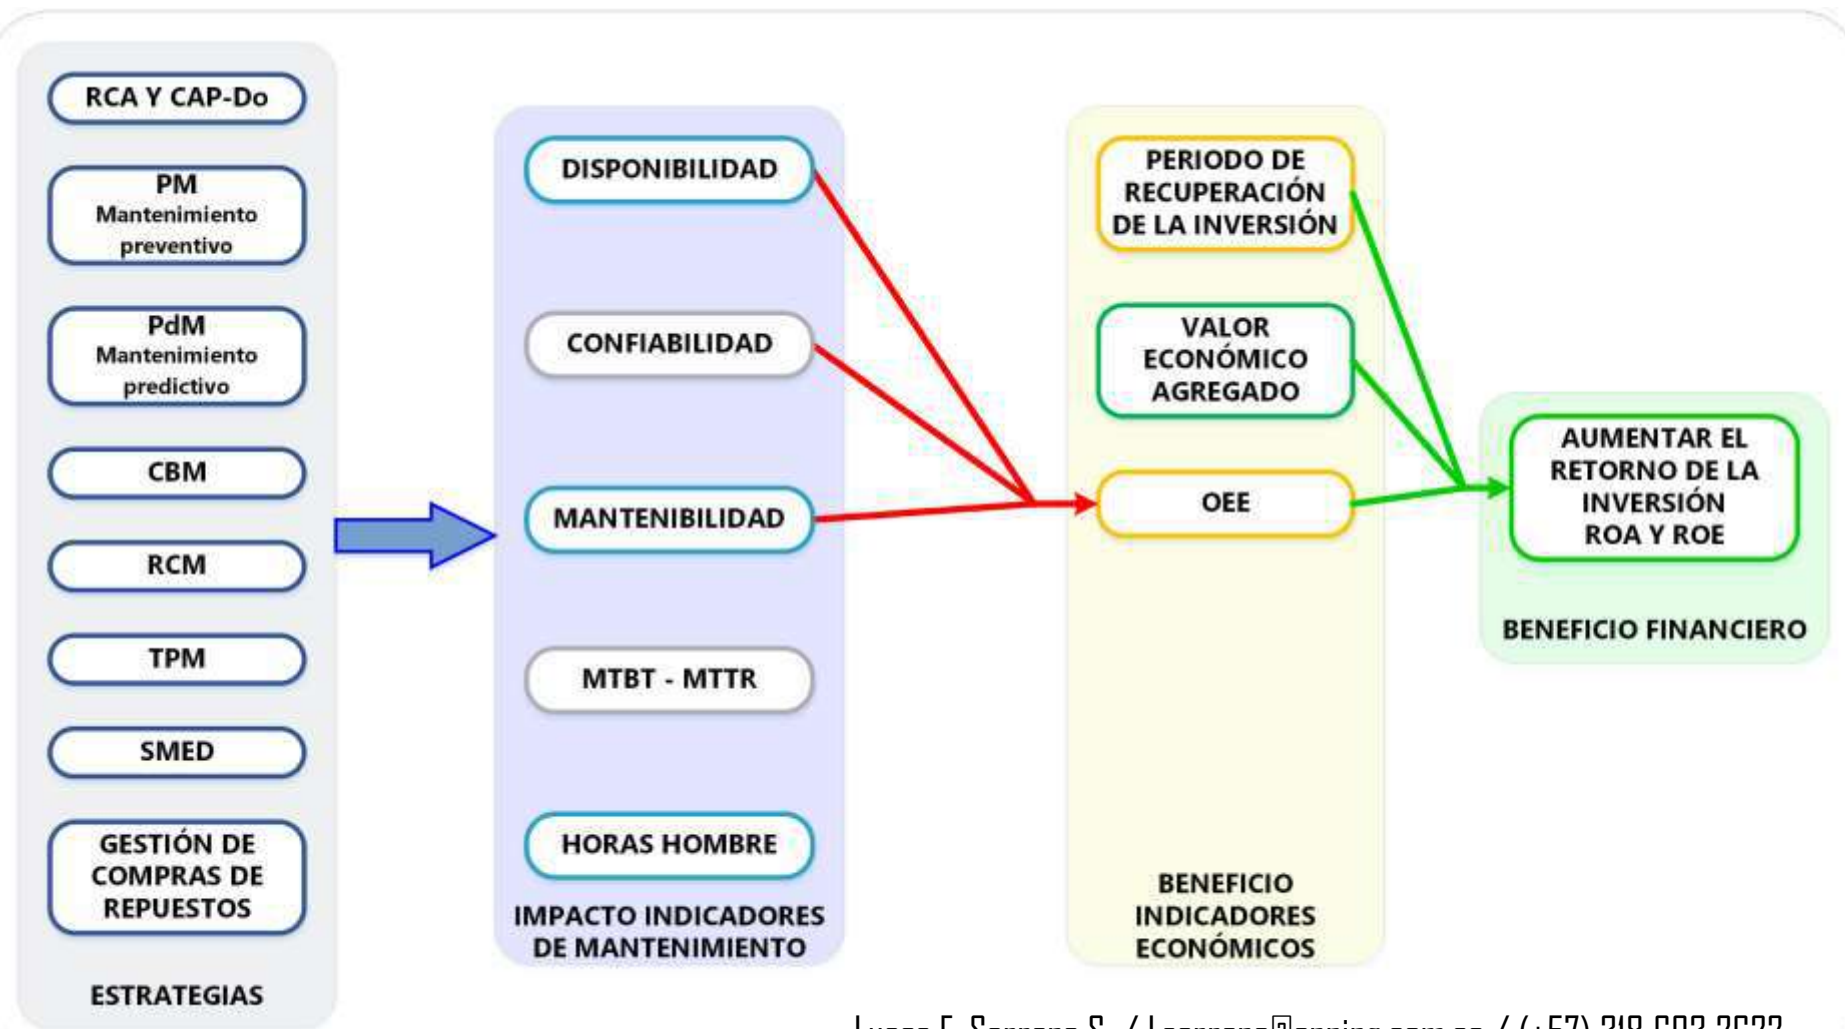 RCA Y CAP-Do
PM
Mantenimiento
preventivo
PdM
Mantenimiento
predictivo
CBM
RCM
TPM
SMED
GESTIÓN DE
COMPRAS DE
REPUESTOS
ESTRATEGIAS
DISPONIBILIDAD
CONFIABILIDAD
MANTENIBILIDAD
MTBT - MTTR
HORAS HOMBRE
IMPACTO INDICADORES
DE MANTENIMIENTO
PERIODO DE
RECUPERACIÓN
DE LA INVERSIÓN
VALOR
ECONÓMICO
AGREGADO
OEE
BENEFICIO
INDICADORES
ECONÓMICOS
AUMENTAR EL
RETORNO DE LA
INVERSIÓN
ROA Y ROE
BENEFICIO FINANCIERO